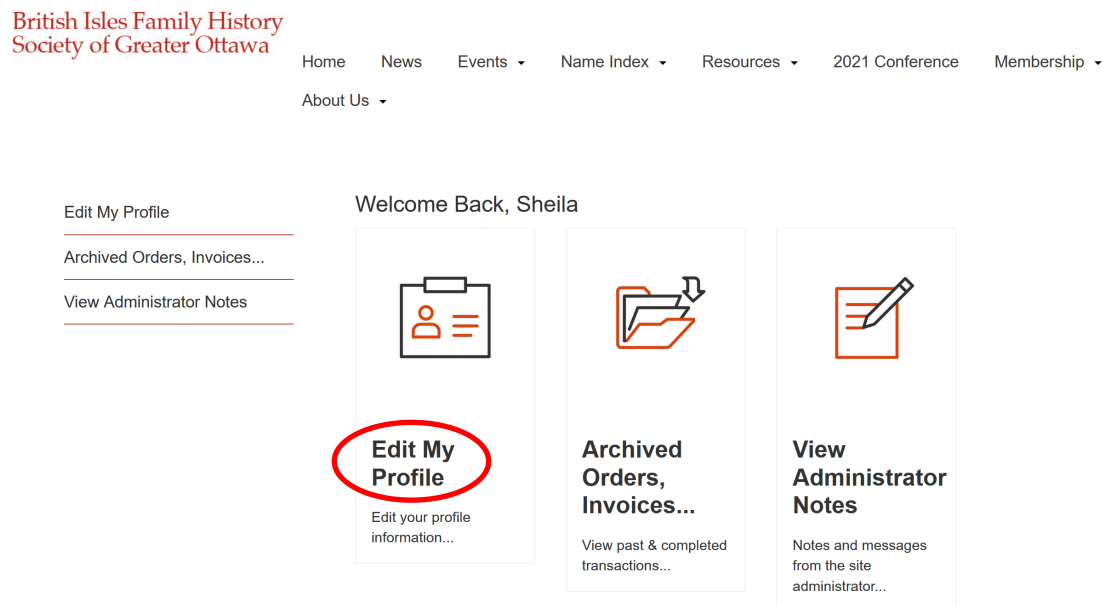 British Isles Family History
Society of Greater Ottawa
Home News Events Name Index Resources 2021 Conference Membership
About Us
Edit My Profile
Archived Orders, Invoices...
View Administrator Notes
Welcome Back, Sheila
Edit My
Profile
Edit your profile
information...
Archived
Orders,
Invoices...
View past & completed
transactions...
View
Administrator
Notes
Notes and messages
from the site
administrator...